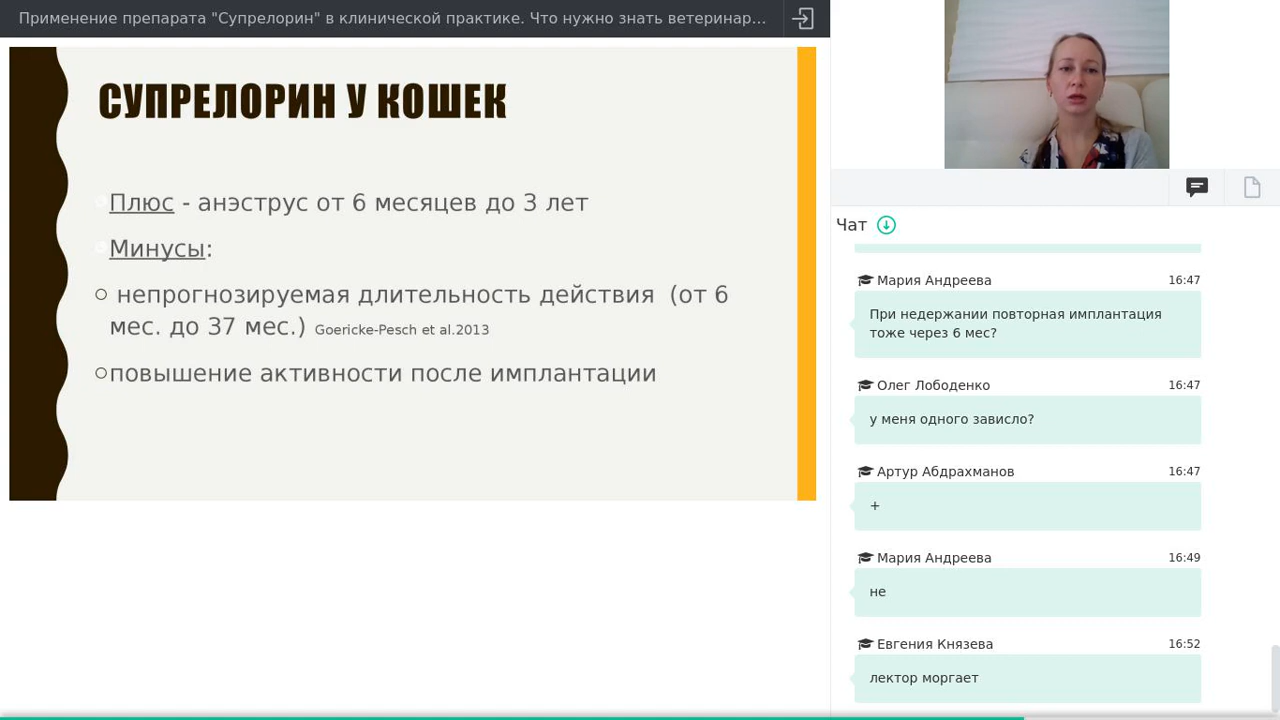 Применение препарата "Супрелорин" в клинической практике. Что нужно знать ветеринар...
СУПРЕЛОРИН У КОШЕК
Плюс - анэструс от 6 месяцев до 3 лет
Минусы:
непрогнозируемая длительность действия (от 6
мес. до 37 мес.) Goericke-Pesch et al.2013
повышение активности после имплантации
Чат
Мария Андреева 16:47
При недержании повторная имплантация
тоже через 6 мес?
Олег Лободенко 16:47
у меня одного зависло?
Артур Абдрахманов 16:47
+
Мария Андреева 16:49
не
Евгения Князева 16:52
лектор моргает